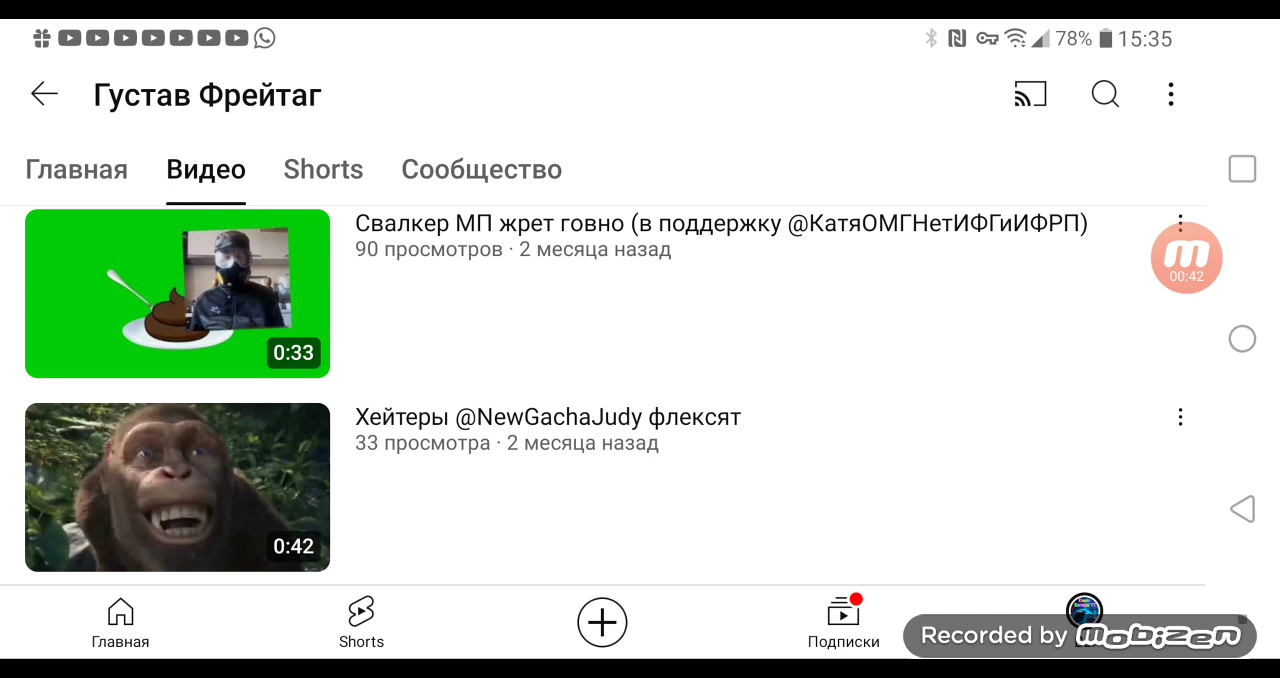 78% 15:35
Густав Фрейтаг
Главная Видео Shorts Сообщество
Свалкер МП жрет говно (в поддержку @КатяОМГНетИФГиИФРП)
90 просмотров · 2 месяца назад
m
00:42
0:33
Хейтеры @NewGachaJudy флексят
33 просмотра · 2 месяца назад
0:42
Главная Shorts Подписки
Recorded by mobizen